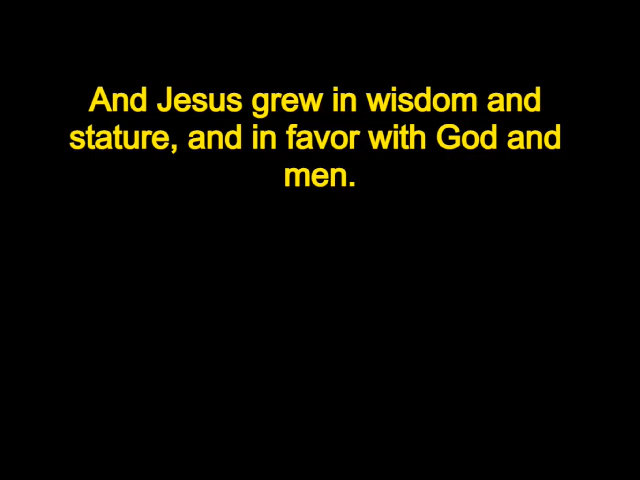 And Jesus grew in wisdom and
stature, and in favor with God and
men.